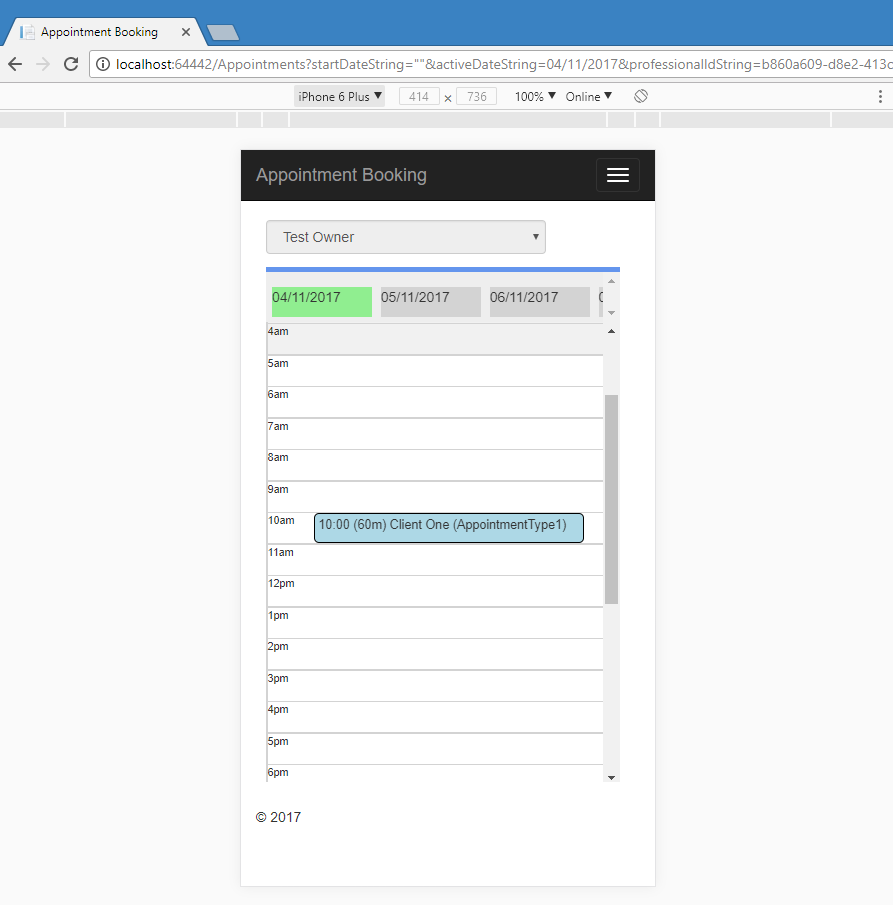 Appointment Booking
localhost:64442/Appointments?startDateString=""&activeDateString=04/11/2017&professionalIdString=b860a609-d8e2-413c
iPhone 6 Plus ▼ 414 × 736 100% ▼ Online ▼
Appointment Booking
Test Owner
04/11/2017 05/11/2017 06/11/2017
4am
5am
6am
7am
8am
9am
10am 10:00 (60m) Client One (AppointmentType1)
11am
12pm
1pm
2pm
3pm
4pm
5pm
6pm
© 2017